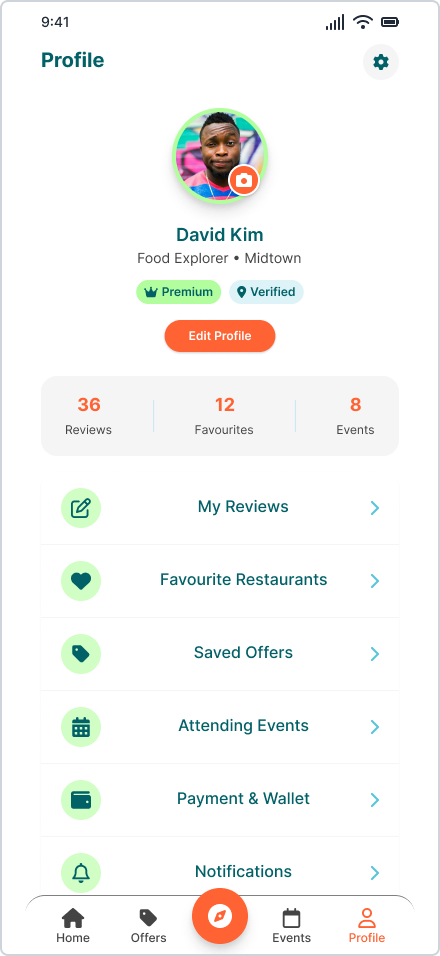 9:41
Profile
David Kim
Food Explorer • Midtown
Premium
Verified
Edit Profile
36
12
8
Reviews
Favourites
Events
My Reviews
Favourite Restaurants
Saved Offers
Attending Events
Payment & Wallet
Notifications
Home
Offers
Events
Profile